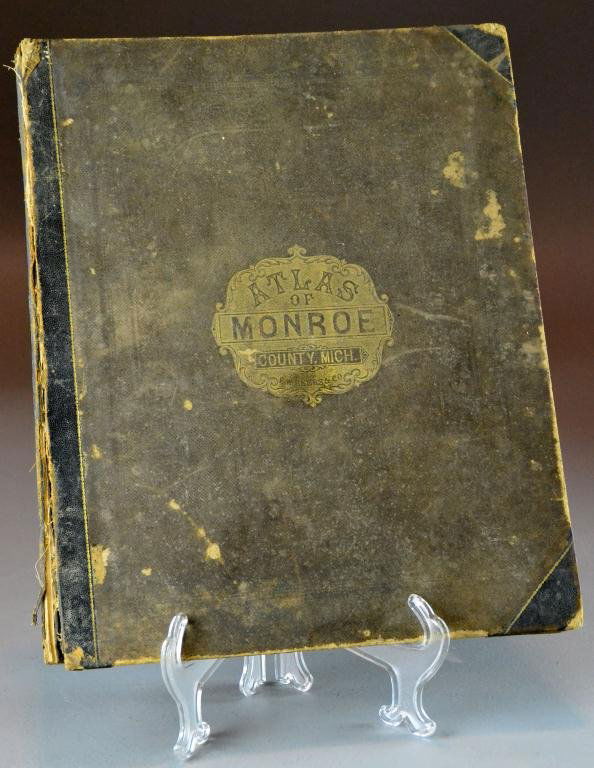 ATLAS
OF
MONROE
COUNTY, MICH.